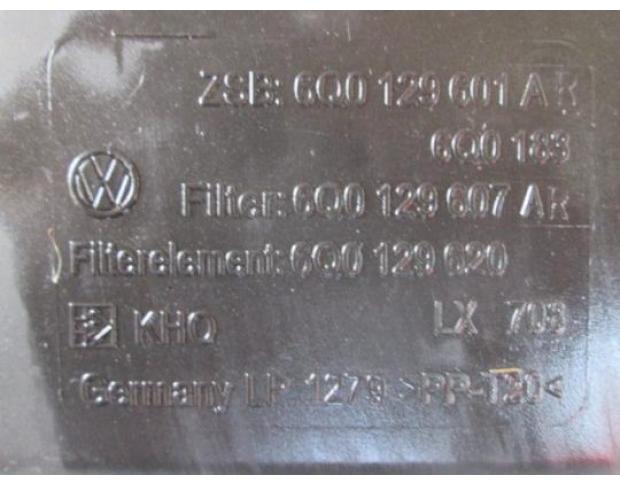 ZSB: 6Q0 129 601 AR
6Q0 183
Filter: 6Q0 129 607 AR
Filterelement: 6Q0 129 620
KHQ LX 703
Germany LP 1279 >PP-T20<